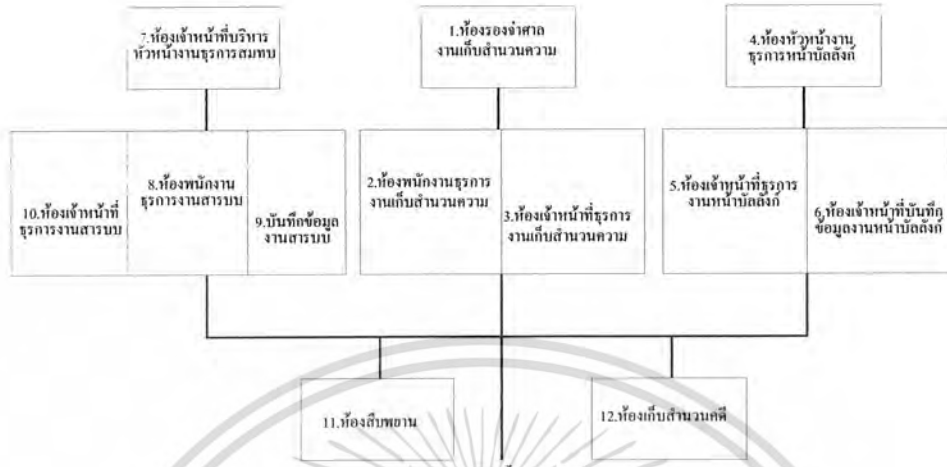 7.ห้องเจ้าหน้าที่บริหาร
หัวหน้างานธุรการสมทบ
1.ห้องรองจ่าศาล
งานเก็บสำนวนความ
4.ห้องหัวหน้างาน
ธุรการหน้าบัลลังก์
10.ห้องเจ้าหน้าที่
ธุรการงานสารบบ
8.ห้องพนักงาน
ธุรการงานสารบบ
9.บันทึกข้อมูล
งานสารบบ
2.ห้องพนักงานธุรการ
งานเก็บสำนวนความ
3.ห้องเจ้าหน้าที่ธุรการ
งานเก็บสำนวนความ
5.ห้องเจ้าหน้าที่ธุรการ
งานหน้าบัลลังก์
6.ห้องเจ้าหน้าที่บันทึก
ข้อมูลงานหน้าบัลลังก์
11.ห้องสืบพยาน
12.ห้องเก็บสำนวนคดี